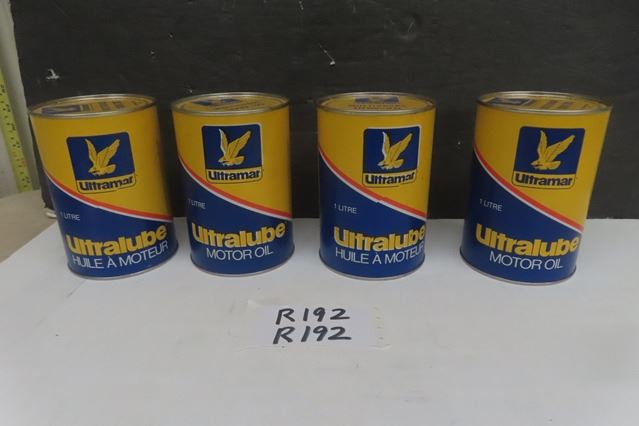 Ultramar
1 LITRE
Ultralube
HUILE À MOTEUR
Ultramar
1 LITRE
Ultralube
MOTOR OIL
Ultramar
1 LITRE
Ultralube
HUILE À MOTEUR
Ultramar
1 LITRE
Ultralube
MOTOR OIL
R192
R192